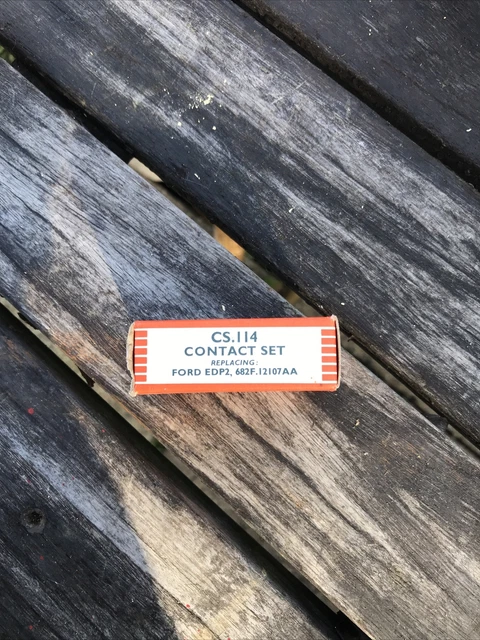 CS.114
CONTACT SET
REPLACING:
FORD EDP2, 682F.12107AA